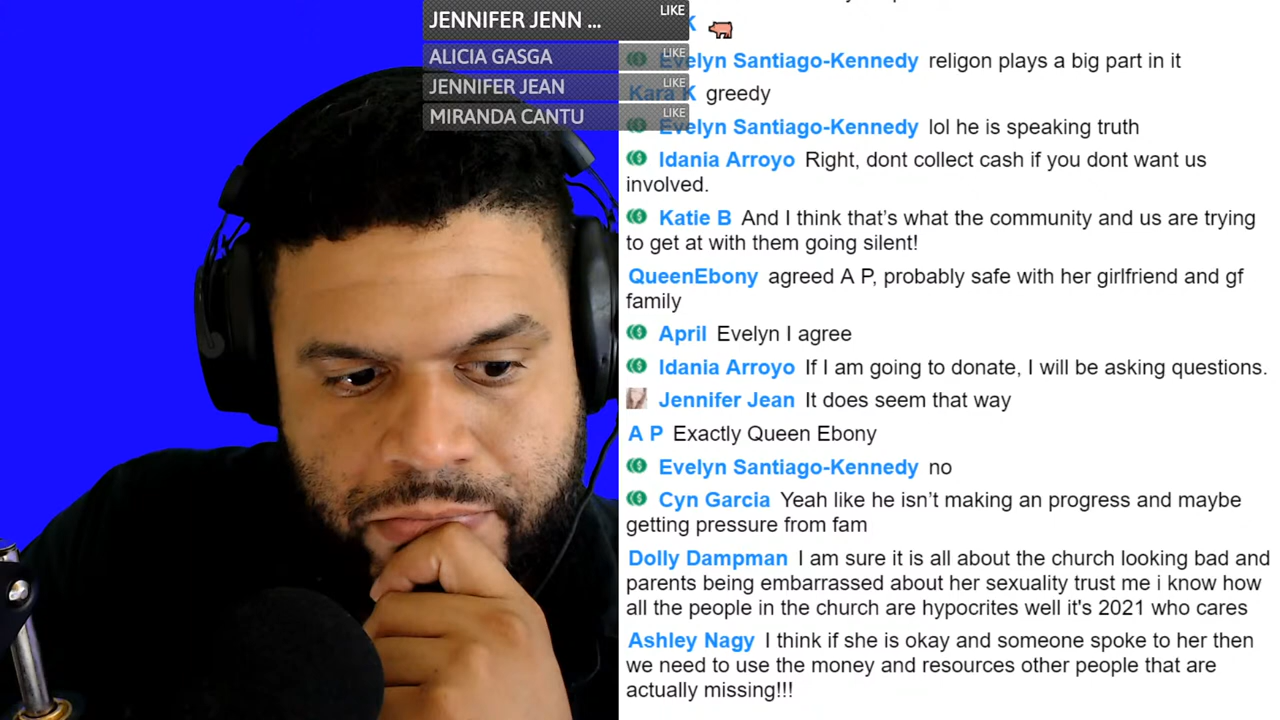 JENNIFER JENN ...
LIKE
ALICIA GASGA
LIKE
JENNIFER JEAN
LIKE
MIRANDA CANTU
LIKE
K
Evelyn Santiago-Kennedy religon plays a big part in it
Kara K greedy
Evelyn Santiago-Kennedy lol he is speaking truth
Idania Arroyo Right, dont collect cash if you dont want us
involved.
Katie B And I think that’s what the community and us are trying
to get at with them going silent!
QueenEbony agreed A P, probably safe with her girlfriend and gf
family
April Evelyn I agree
Idania Arroyo If I am going to donate, I will be asking questions.
Jennifer Jean It does seem that way
A P Exactly Queen Ebony
Evelyn Santiago-Kennedy no
Cyn Garcia Yeah like he isn’t making an progress and maybe
getting pressure from fam
Dolly Dampman I am sure it is all about the church looking bad and
parents being embarrassed about her sexuality trust me i know how
all the people in the church are hypocrites well it's 2021 who cares
Ashley Nagy I think if she is okay and someone spoke to her then
we need to use the money and resources other people that are
actually missing!!!